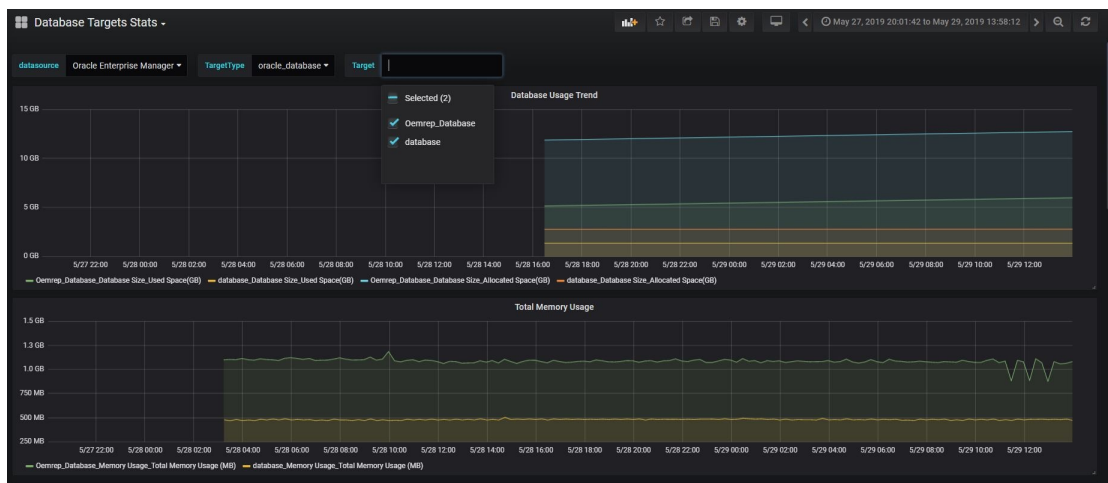 Database Targets Stats
May 27, 2019 20:01:42 to May 29, 2019 13:58:12
datasource Oracle Enterprise Manager TargetType oracle_database Target
Selected (2)
Oemrep_Database
database
Database Usage Trend
15 GB
10 GB
5 GB
0 GB
5/27 22:00 5/28 00:00 5/28 02:00 5/28 04:00 5/28 06:00 5/28 08:00 5/28 10:00 5/28 12:00 5/28 14:00 5/28 16:00 5/28 18:00 5/28 20:00 5/28 22:00 5/29 00:00 5/29 02:00 5/29 04:00 5/29 06:00 5/29 08:00 5/29 10:00 5/29 12:00
Oemrep_Database_Database Size_Used Space(GB) database_Database Size_Used Space(GB) Oemrep_Database_Database Size_Allocated Space(GB) database_Database Size_Allocated Space(GB)
Total Memory Usage
1.5 GB
1.3 GB
1.0 GB
750 MB
500 MB
250 MB
5/27 22:00 5/28 00:00 5/28 02:00 5/28 04:00 5/28 06:00 5/28 08:00 5/28 10:00 5/28 12:00 5/28 14:00 5/28 16:00 5/28 18:00 5/28 20:00 5/28 22:00 5/29 00:00 5/29 02:00 5/29 04:00 5/29 06:00 5/29 08:00 5/29 10:00 5/29 12:00
Oemrep_Database_Memory Usage_Total Memory Usage (MB) database_Memory Usage_Total Memory Usage (MB)